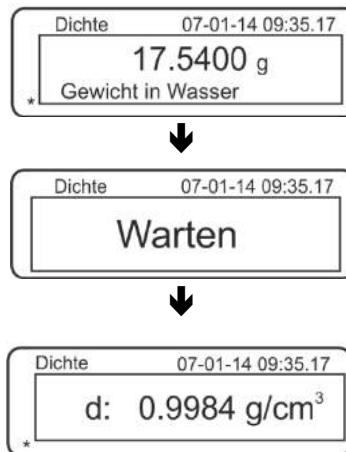 Dichte 07-01-14 09:35.17
17.5400 g
* Gewicht in Wasser
Dichte 07-01-14 09:35.17
Warten
Dichte 07-01-14 09:35.17
d: 0.9984 g/cm³
*